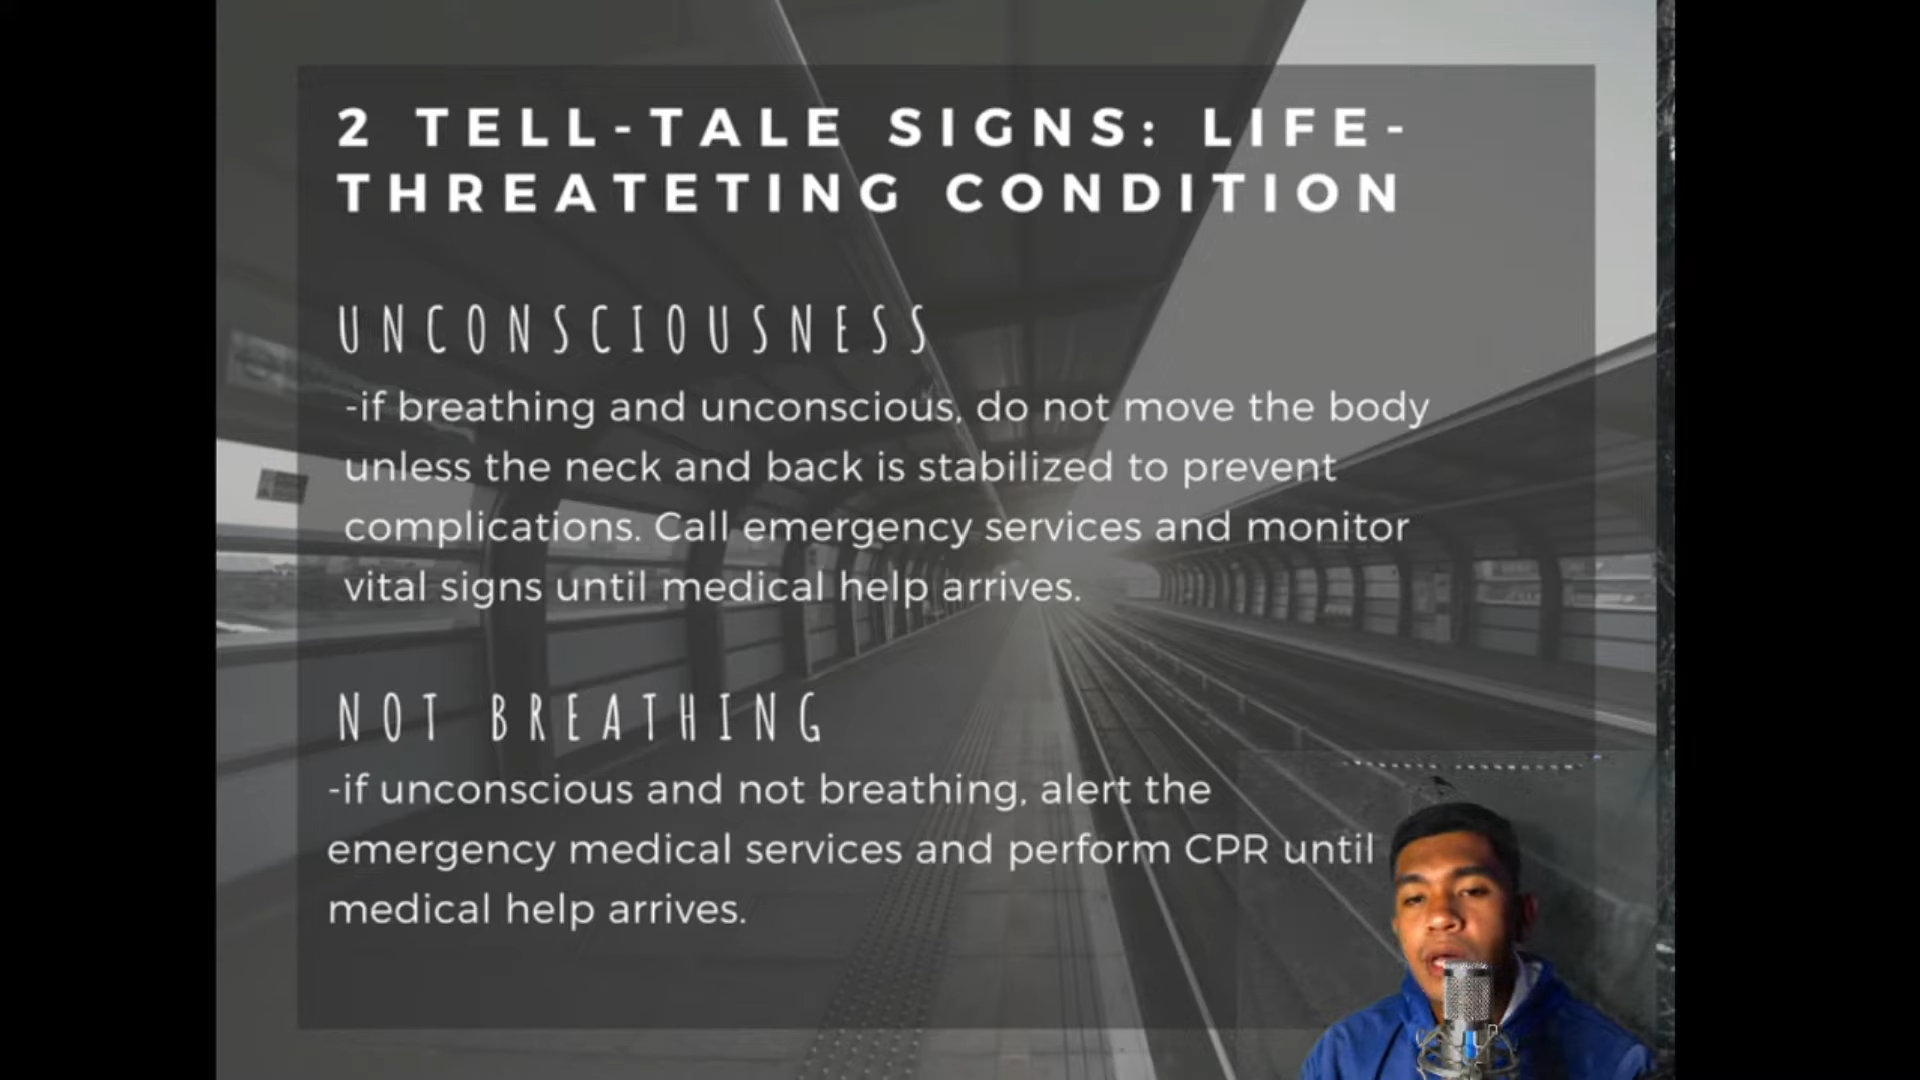 2 TELL-TALE SIGNS: LIFE-
THREATETING CONDITION
UNCONSCIOUSNESS
-if breathing and unconscious, do not move the body
unless the neck and back is stabilized to prevent
complications. Call emergency services and monitor
vital signs until medical help arrives.
NOT BREATHING
-if unconscious and not breathing, alert the
emergency medical services and perform CPR until
medical help arrives.